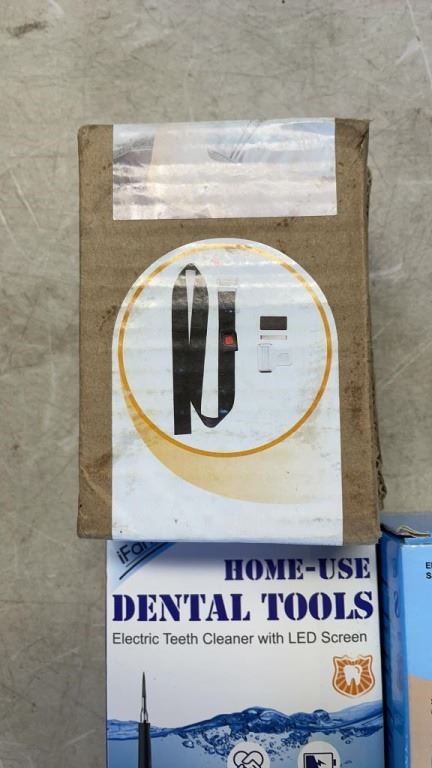 HOME-USE
DENTAL TOOLS
Electric Teeth Cleaner with LED Screen